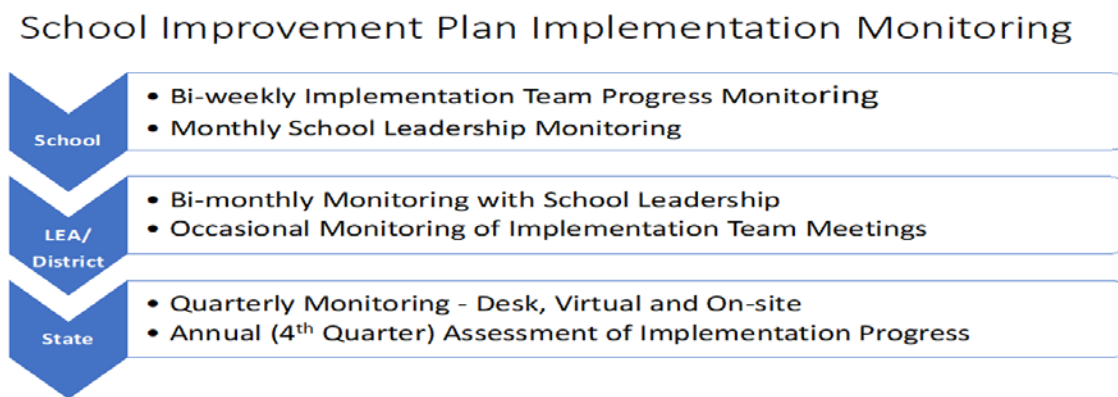 School Improvement Plan Implementation Monitoring
School
• Bi-weekly Implementation Team Progress Monitoring
• Monthly School Leadership Monitoring
LEA/
District
• Bi-monthly Monitoring with School Leadership
• Occasional Monitoring of Implementation Team Meetings
State
• Quarterly Monitoring - Desk, Virtual and On-site
• Annual (4th Quarter) Assessment of Implementation Progress